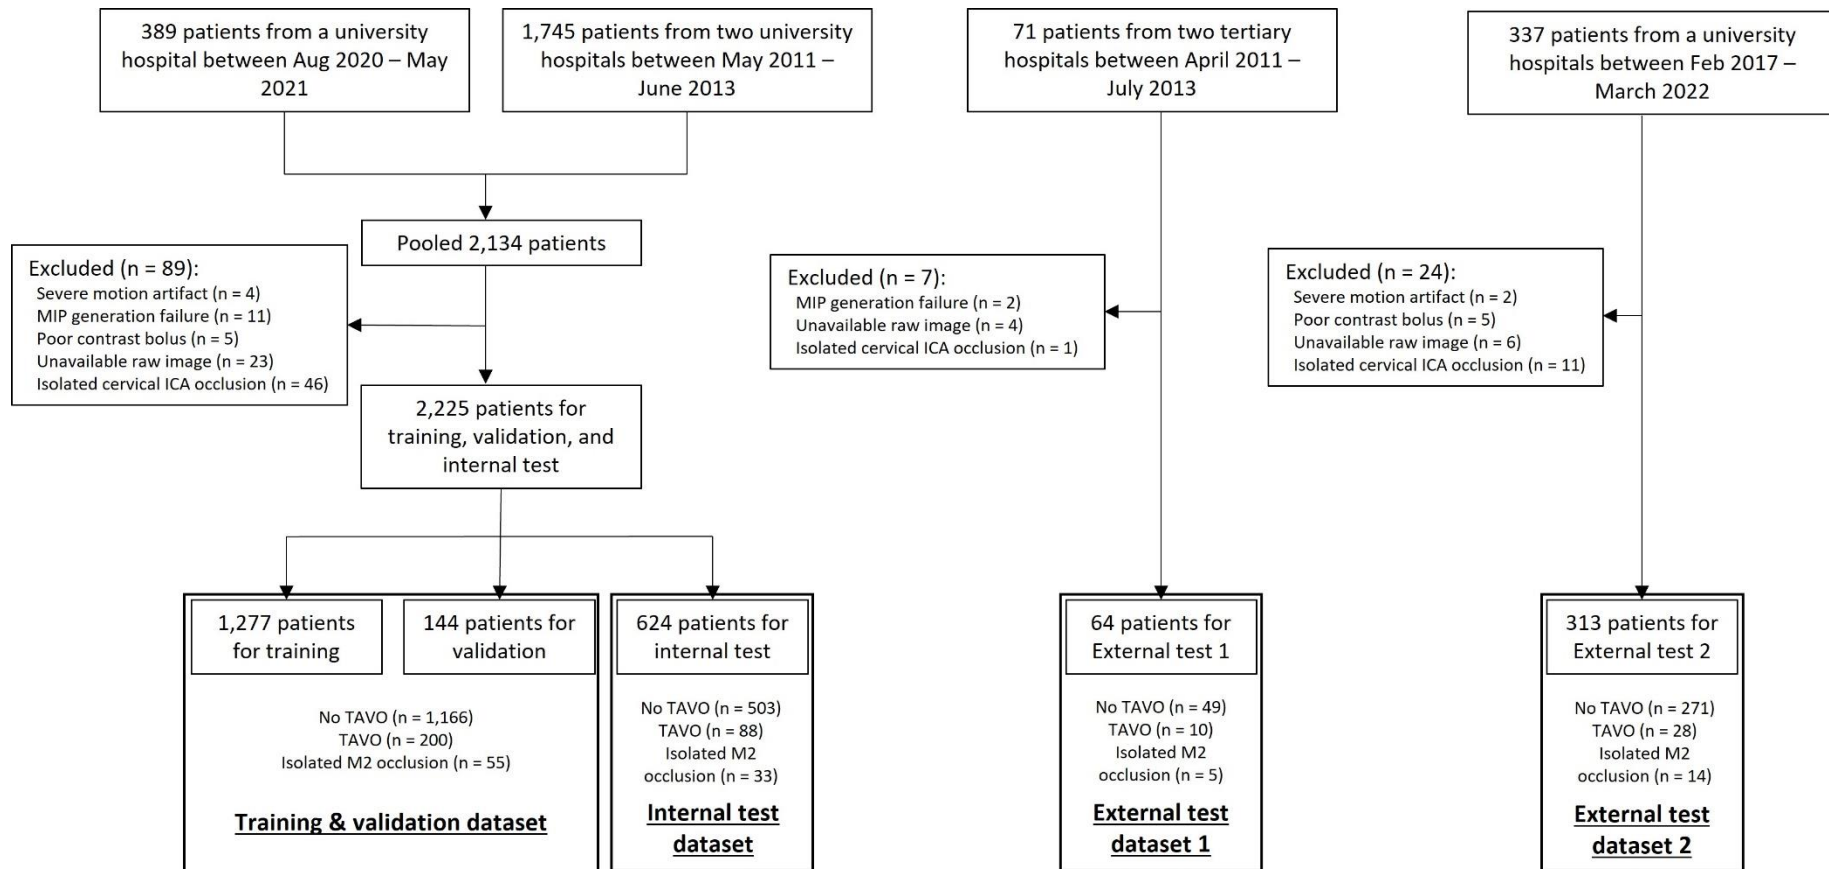 389 patients from a university
hospital between Aug 2020 – May
2021
1,745 patients from two university
hospitals between May 2011 –
June 2013
71 patients from two tertiary
hospitals between April 2011 –
July 2013
337 patients from a university
hospitals between Feb 2017 –
March 2022
Pooled 2,134 patients
Excluded (n = 89):
Severe motion artifact (n = 4)
MIP generation failure (n = 11)
Poor contrast bolus (n = 5)
Unavailable raw image (n = 23)
Isolated cervical ICA occlusion (n = 46)
Excluded (n = 7):
MIP generation failure (n = 2)
Unavailable raw image (n = 4)
Isolated cervical ICA occlusion (n = 1)
Excluded (n = 24):
Severe motion artifact (n = 2)
Poor contrast bolus (n = 5)
Unavailable raw image (n = 6)
Isolated cervical ICA occlusion (n = 11)
2,225 patients for
training, validation, and
internal test
1,277 patients
for training
144 patients for
validation
No TAVO (n = 1,166)
TAVO (n = 200)
Isolated M2 occlusion (n = 55)
Training & validation dataset
624 patients for
internal test
No TAVO (n = 503)
TAVO (n = 88)
Isolated M2
occlusion (n = 33)
Internal test
dataset
64 patients for
External test 1
No TAVO (n = 49)
TAVO (n = 10)
Isolated M2
occlusion (n = 5)
External test
dataset 1
313 patients for
External test 2
No TAVO (n = 271)
TAVO (n = 28)
Isolated M2
occlusion (n = 14)
External test
dataset 2